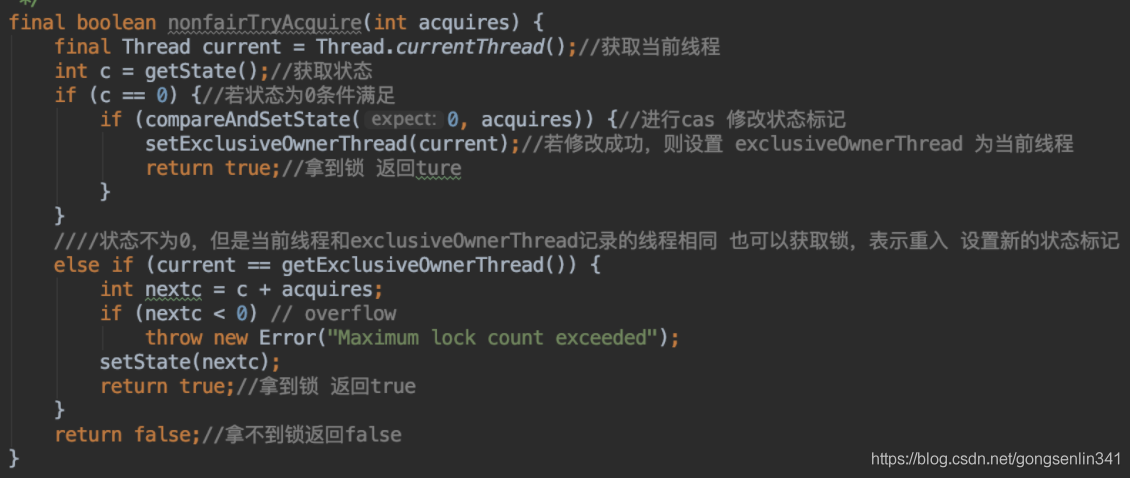 */
final boolean nonfairTryAcquire(int acquires) {
final Thread current = Thread.currentThread();//获取当前线程
int c = getState();//获取状态
if (c == 0) {//若状态为0条件满足
if (compareAndSetState( expect: 0, acquires)) {//进行cas 修改状态标记
setExclusiveOwnerThread(current);//若修改成功，则设置 exclusiveOwnerThread 为当前线程
return true;//拿到锁 返回ture
}
}
////状态不为0，但是当前线程和exclusiveOwnerThread记录的线程相同 也可以获取锁，表示重入 设置新的状态标记
else if (current == getExclusiveOwnerThread()) {
int nextc = c + acquires;
if (nextc < 0) // overflow
throw new Error("Maximum lock count exceeded");
setState(nextc);
return true;//拿到锁 返回true
}
return false;//拿不到锁返回false
}
https://blog.csdn.net/gongsenlin341